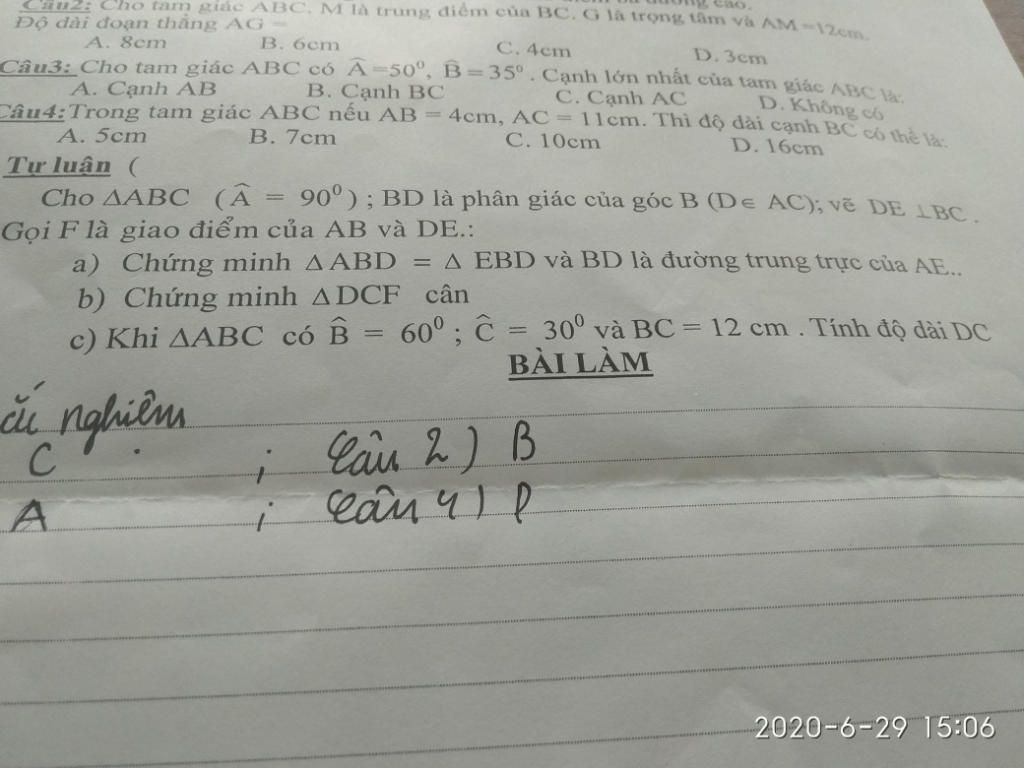 Câu2: Cho tam giác ABC, M là trung điểm của BC. G là trọng tâm và AM =12cm.
Độ dài đoạn thẳng AG =
A. 8cm B. 6cm C. 4cm D. 3cm
Câu3: Cho tam giác ABC có Â =50⁰, B̂ = 35⁰ . Cạnh lớn nhất của tam giác ABC là:
A. Cạnh AB B. Cạnh BC C. Cạnh AC D. Không có
Câu4:Trong tam giác ABC nếu AB = 4cm, AC = 11cm. Thì độ dài cạnh BC có thể là:
A. 5cm B. 7cm C. 10cm D. 16cm
Tự luận (
Cho ΔABC ( Â = 90⁰ ) ; BD là phân giác của góc B (D∈ AC); vẽ DE ⊥BC .
Gọi F là giao điểm của AB và DE.:
a) Chứng minh Δ ABD = Δ EBD và BD là đường trung trực của AE..
b) Chứng minh Δ DCF cân
c) Khi ΔABC có B̂ = 60⁰ ; Ĉ = 30⁰ và BC = 12 cm . Tính độ dài DC
BÀI LÀM
ắc nghiêm
C ; Câu 2 ) B
A ; Câu 4 )
2020-6-29 15:06